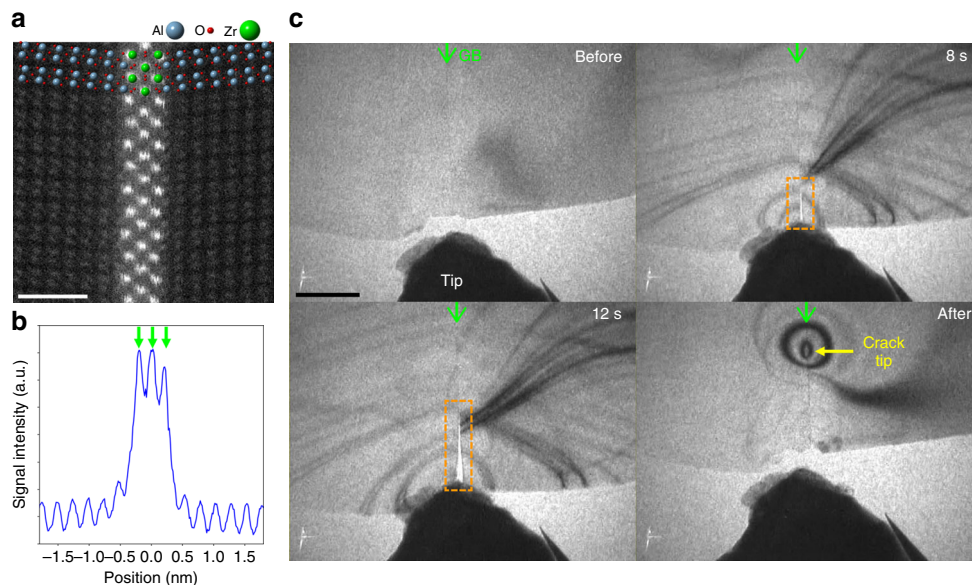 a
Al O Zr
b
Signal intensity (a.u.)
–1.5 –1.0 –0.5 0.0 0.5 1.0 1.5
Position (nm)
c
GB
Before
Tip
8 s
12 s
After
Crack
tip